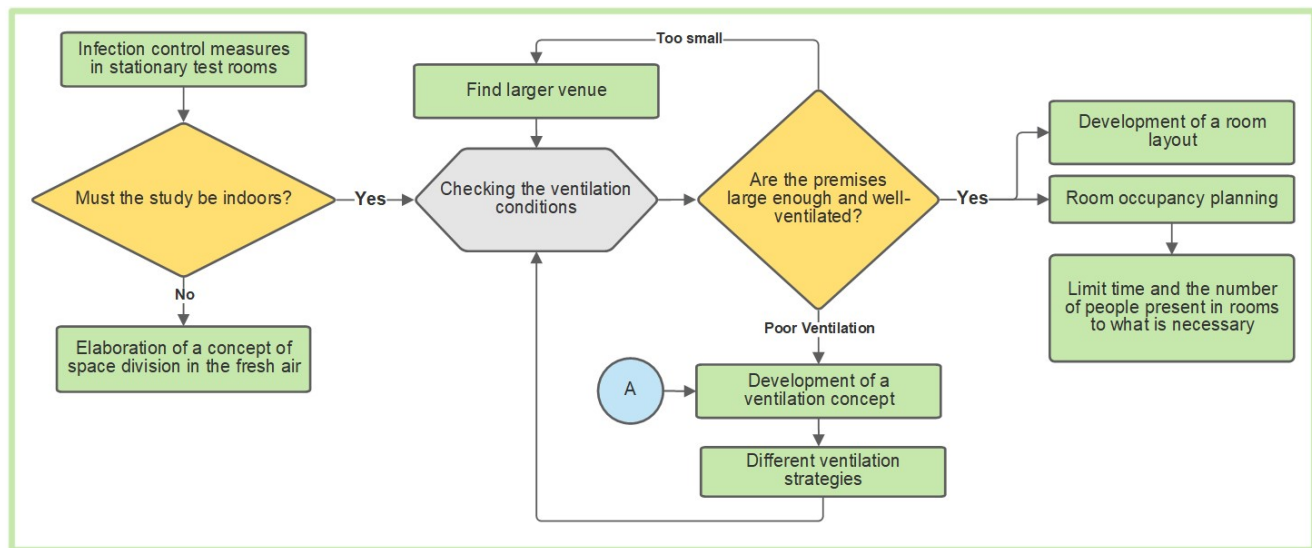 Infection control measures
in stationary test rooms
Must the study be indoors?
Yes
No
Elaboration of a concept of
space division in the fresh air
Too small
Find larger venue
Checking the ventilation
conditions
Are the premises
large enough and well-
ventilated?
Yes
Development of a room
layout
Room occupancy planning
Limit time and the number
of people present in rooms
to what is necessary
Poor Ventilation
A
Development of a
ventilation concept
Different ventilation
strategies